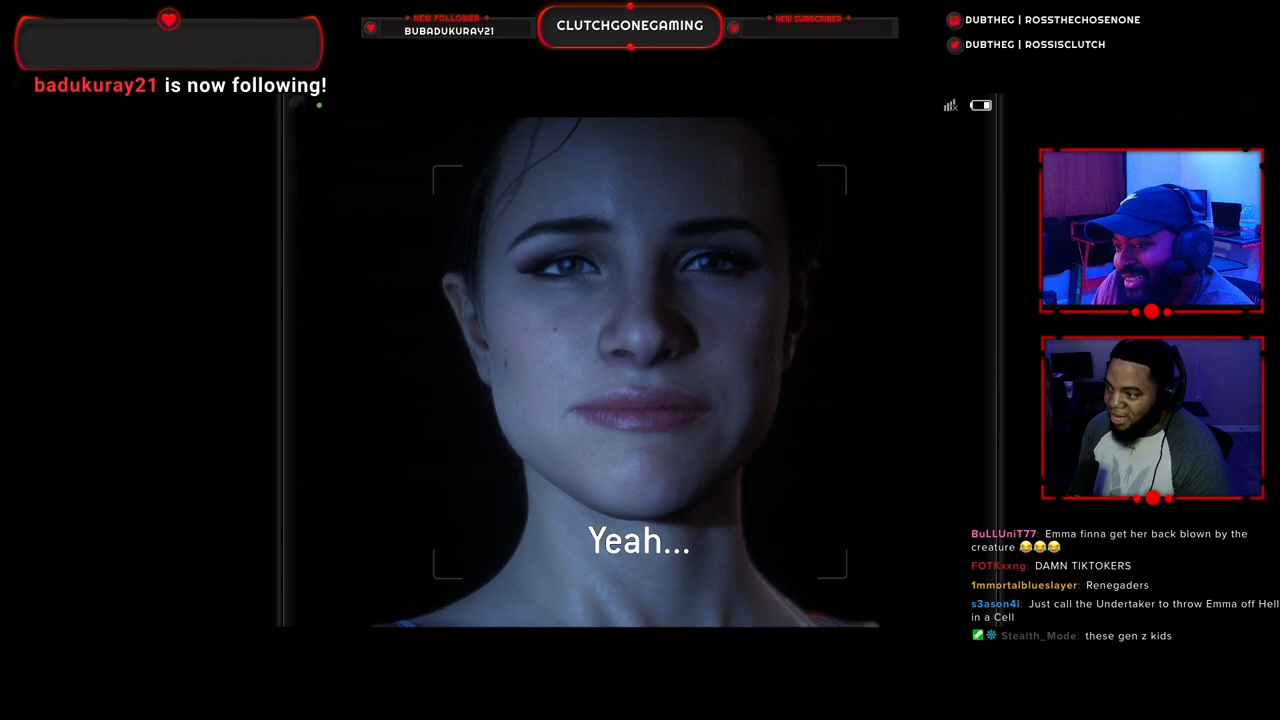 NEW FOLLOWER
BUBADUKURAY21
CLUTCHGONEGAMING
NEW SUBSCRIBER
DUBTHEG | ROSSTHECHOSENONE
DUBTHEG | ROSSISCLUTCH
badukuray21 is now following!
Yeah...
BuLLUniT77: Emma finna get her back blown by the
creature 😂😂😂
FOTKxxng: DAMN TIKTOKERS
1mmortalblueslayer: Renegaders
s3ason4l: Just call the Undertaker to throw Emma off Hell
in a Cell
Stealth_Mode: these gen z kids